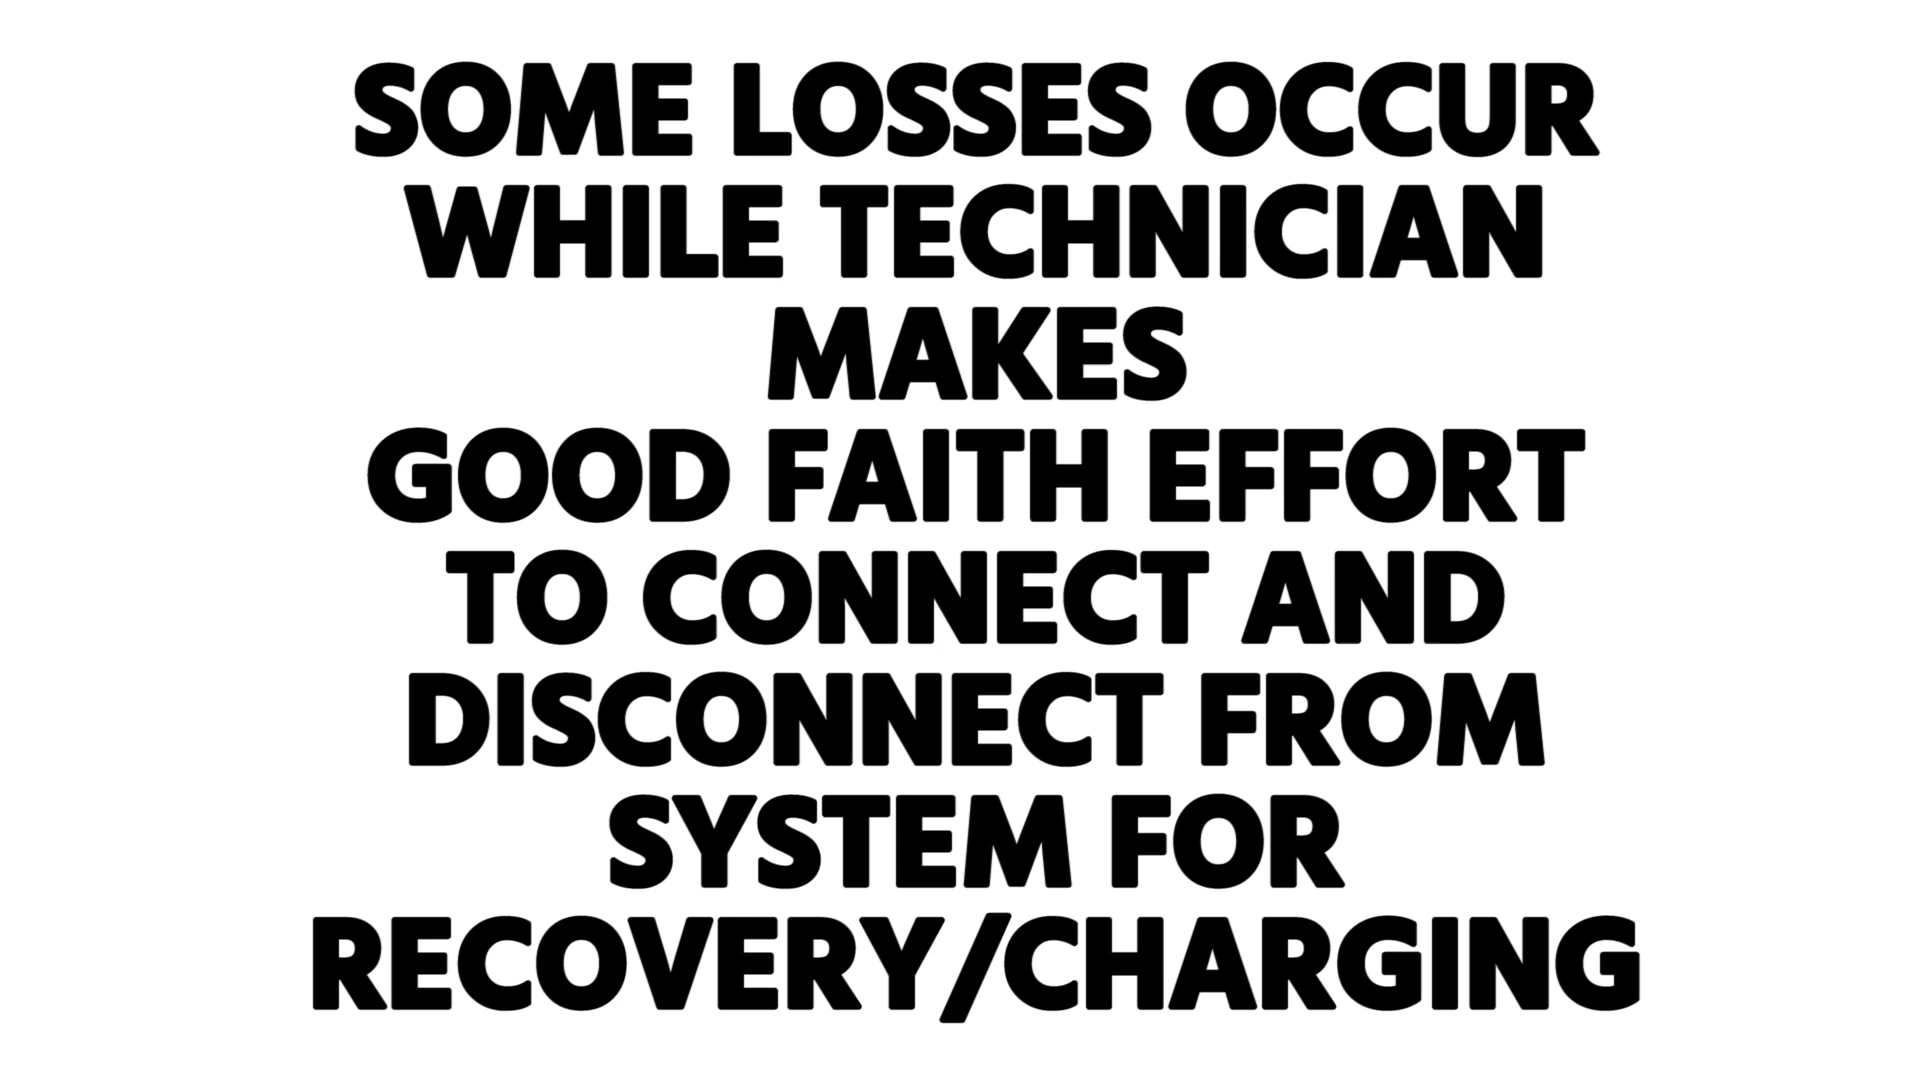 SOME LOSSES OCCUR
WHILE TECHNICIAN
MAKES
GOOD FAITH EFFORT
TO CONNECT AND
DISCONNECT FROM
SYSTEM FOR
RECOVERY/CHARGING